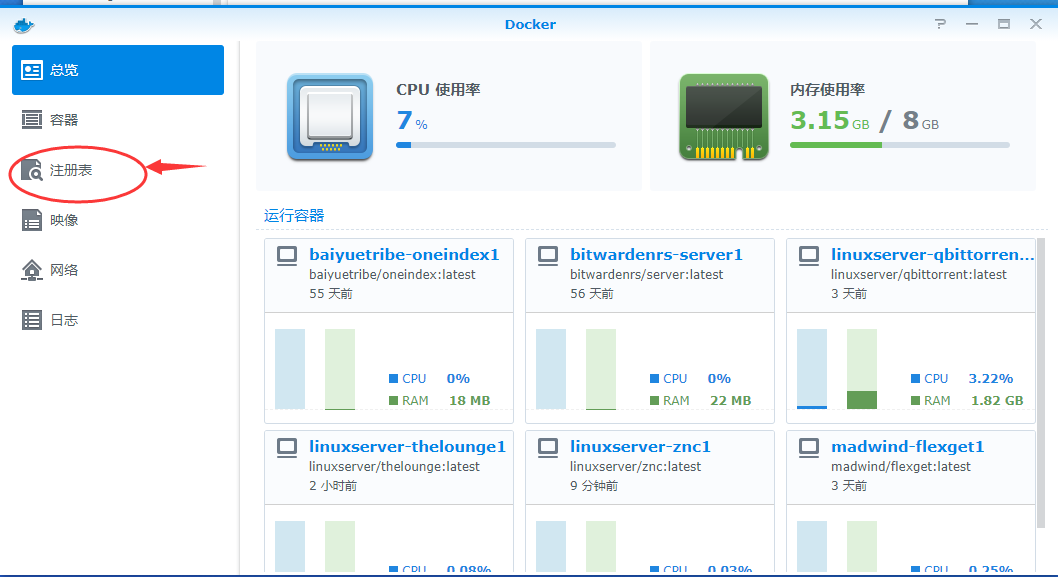 Docker
总览
容器
注册表
映像
网络
日志
CPU 使用率
7 %
内存使用率
3.15 GB / 8 GB
运行容器
baiyuetribe-oneindex1
baiyuetribe/oneindex:latest
55 天前
CPU 0%
RAM 18 MB
bitwardenrs-server1
bitwardenrs/server:latest
56 天前
CPU 0%
RAM 22 MB
linuxserver-qbittorren...
linuxserver/qbittorrent:latest
3 天前
CPU 3.22%
RAM 1.82 GB
linuxserver-thelounge1
linuxserver/thelounge:latest
2 小时前
CPU 0.08%
linuxserver-znc1
linuxserver/znc:latest
9 分钟前
CPU 0.03%
madwind-flexget1
madwind/flexget:latest
3 天前
CPU 0.25%